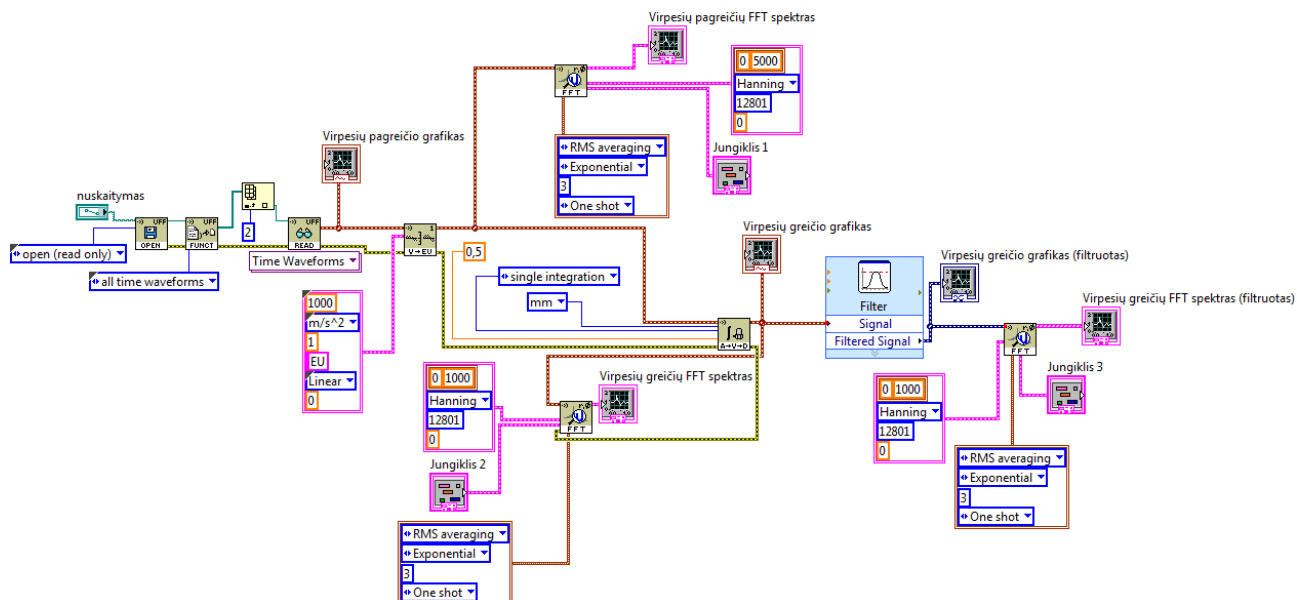 Virpesių pagreičių FFT spektras
0 5000
Hanning
12801
0
FFT
RMS averaging
Exponential
3
One shot
Jungiklis 1
Virpesių pagreičio grafikas
nuskaitymas
UFF
OPEN
UFF
FUNCT
2
UFF
READ
open (read only)
all time waveforms
Time Waveforms
V→EU
1000
m/s^2
1
EU
Linear
0
0,5
single integration
mm
A→V→D
Virpesių greičio grafikas
Filter
Signal
Filtered Signal
Virpesių greičio grafikas (filtruotas)
Virpesių greičių FFT spektras (filtruotas)
FFT
Jungiklis 3
0 1000
Hanning
12801
0
RMS averaging
Exponential
3
One shot
Virpesių greičių FFT spektras
0 1000
Hanning
12801
0
FFT
Jungiklis 2
RMS averaging
Exponential
3
One shot